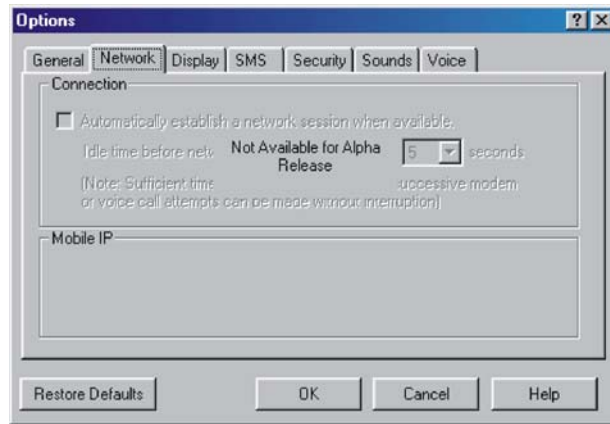 Options
General Network Display SMS Security Sounds Voice
Connection
Automatically establish a network session when available.
Idle time before netw Not Available for Alpha Release 5 seconds
(Note: Sufficient time successive modem
or voice call attempts can be made without interruption)
Mobile IP
Restore Defaults OK Cancel Help